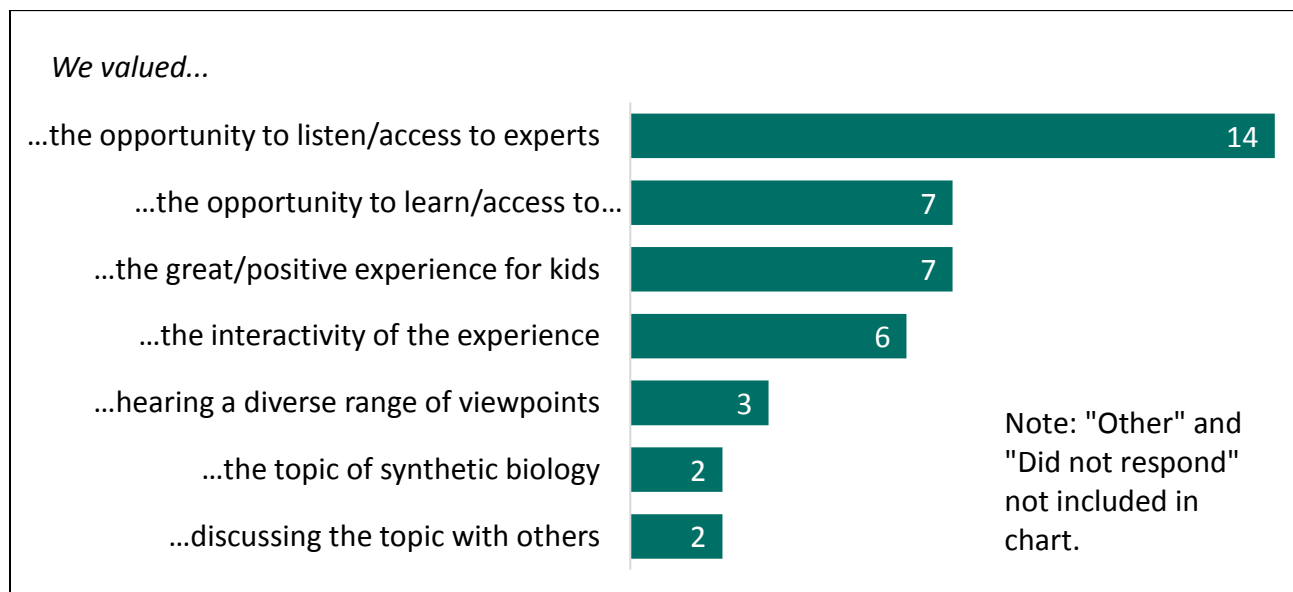 We valued...
...the opportunity to listen/access to experts
14
...the opportunity to learn/access to...
7
...the great/positive experience for kids
7
...the interactivity of the experience
6
...hearing a diverse range of viewpoints
3
...the topic of synthetic biology
2
...discussing the topic with others
2
Note: "Other" and
"Did not respond"
not included in
chart.